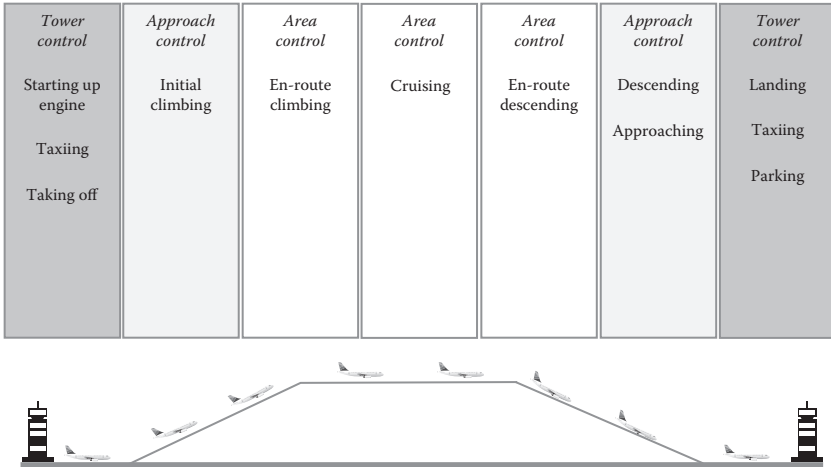 Tower
control
Starting up
engine
Taxiing
Taking off
Approach
control
Initial
climbing
Area
control
En-route
climbing
Area
control
Cruising
Area
control
En-route
descending
Approach
control
Descending
Approaching
Tower
control
Landing
Taxiing
Parking